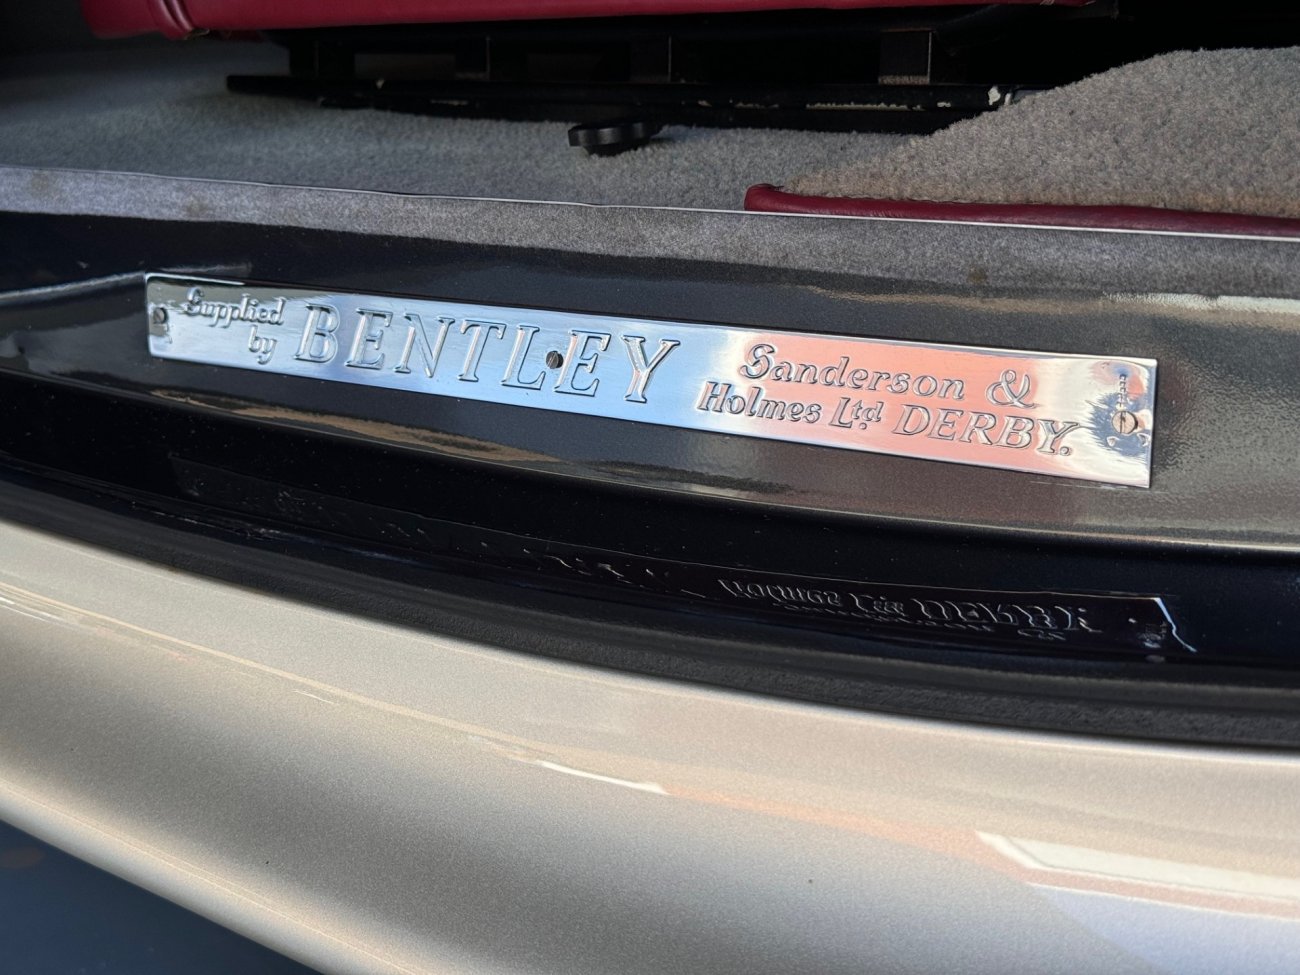 Supplied
by
BENTLEY
Sanderson &
Holmes Ltd DERBY.